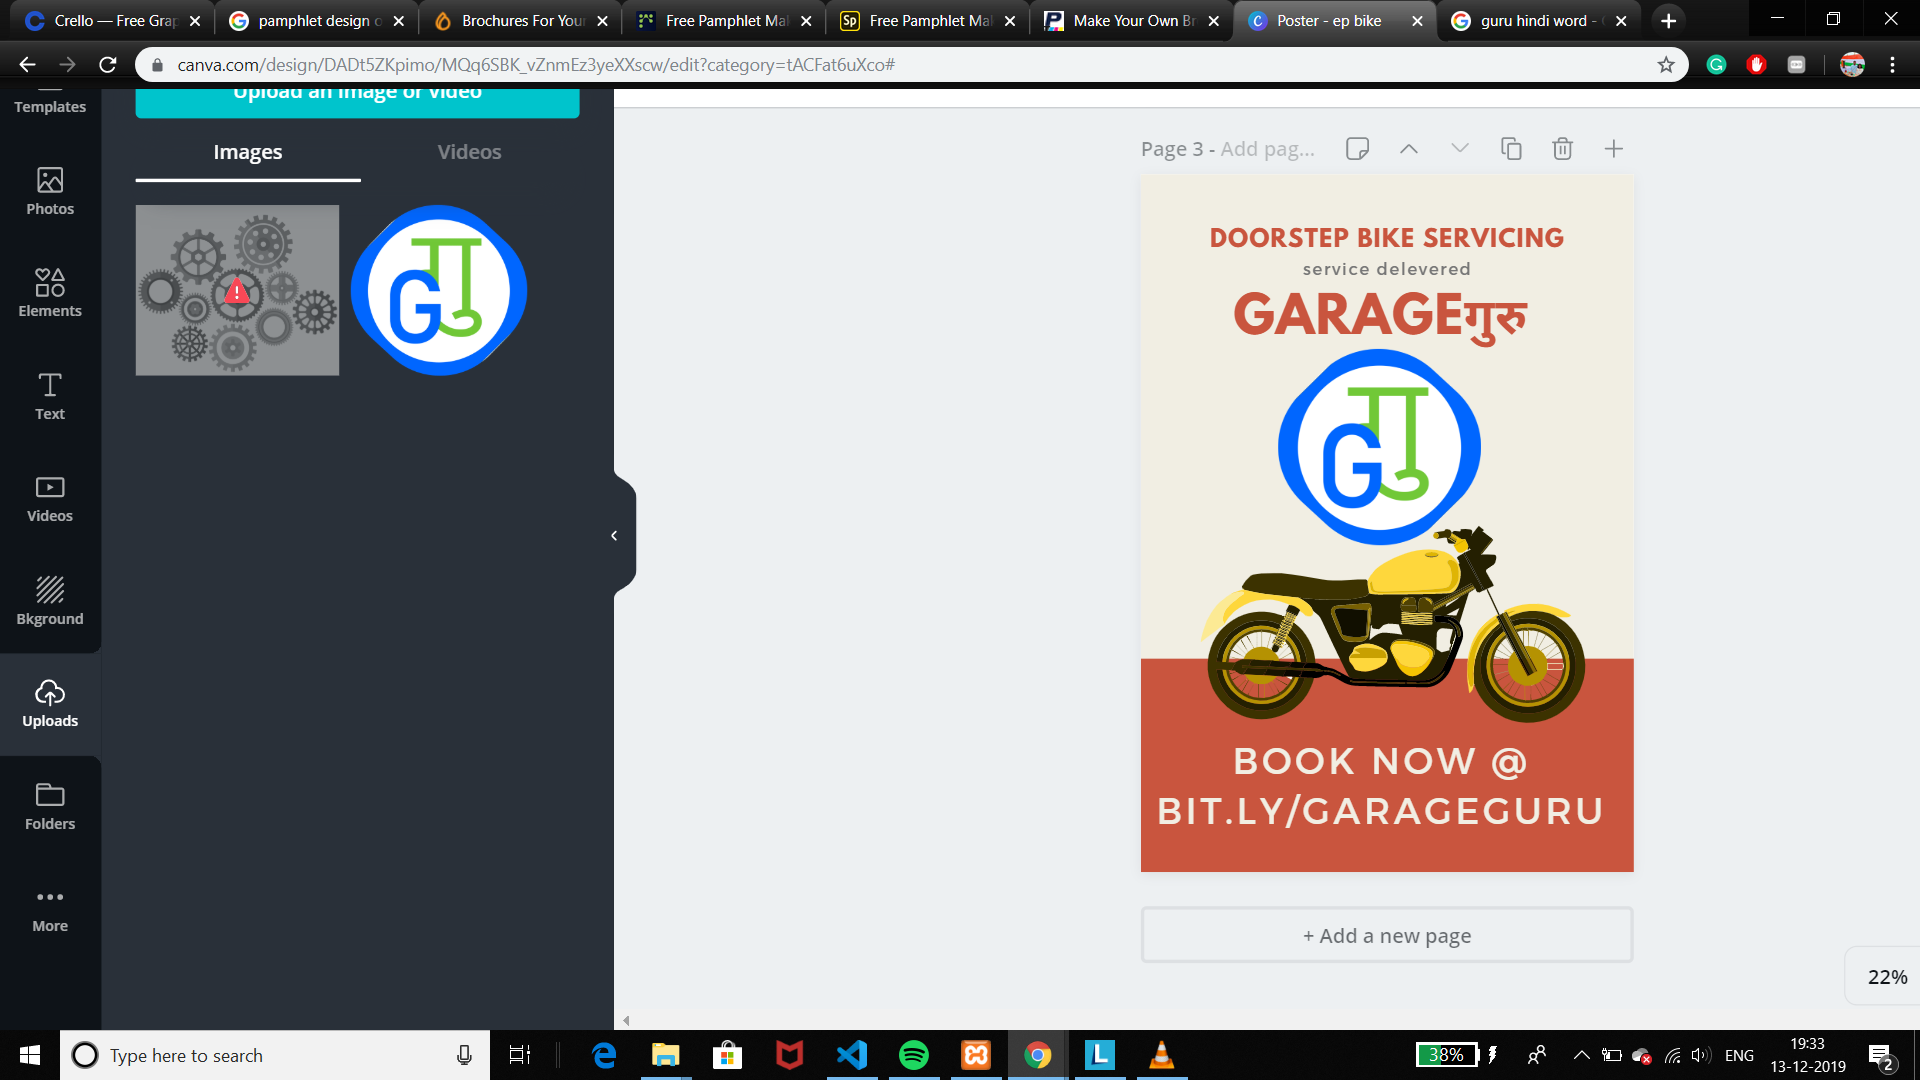 Crello — Free Grap
pamphlet design o
Brochures For Your
Free Pamphlet Mak
Free Pamphlet Mak
Make Your Own Br
Poster - ep bike
guru hindi word -
canva.com/design/DADt5ZKpimo/MQq6SBK_vZnmEz3yeXXscw/edit?category=tACFat6uXco#
Templates
Photos
Elements
Text
Videos
Bkground
Uploads
Folders
More
Upload an image or video
Images
Videos
Page 3 - Add pag...
DOORSTEP BIKE SERVICING
service delevered
GARAGEगुरु
G गु
BOOK NOW @
BIT.LY/GARAGEGURU
+ Add a new page
22%
Type here to search
38%
ENG
19:33
13-12-2019
2